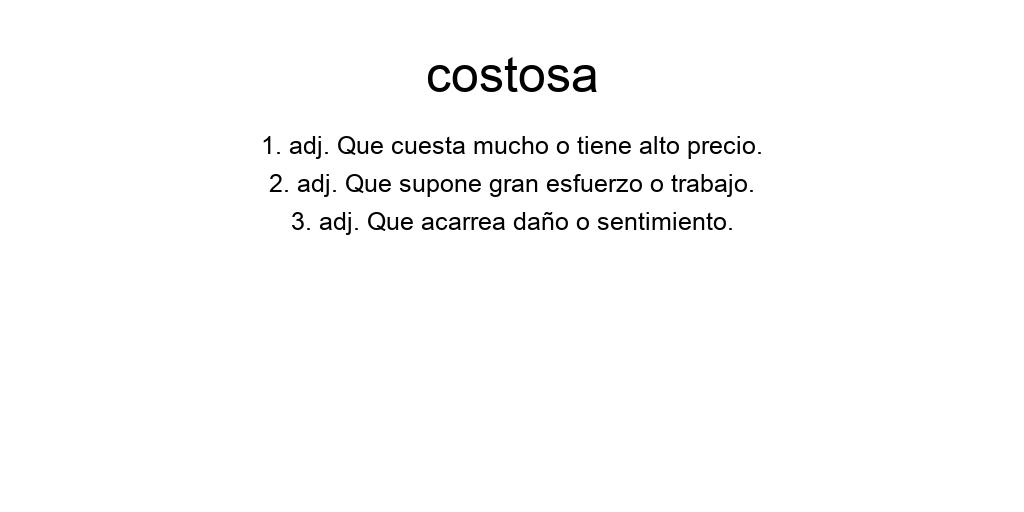 costosa
1. adj. Que cuesta mucho o tiene alto precio.
2. adj. Que supone gran esfuerzo o trabajo.
3. adj. Que acarrea daño o sentimiento.